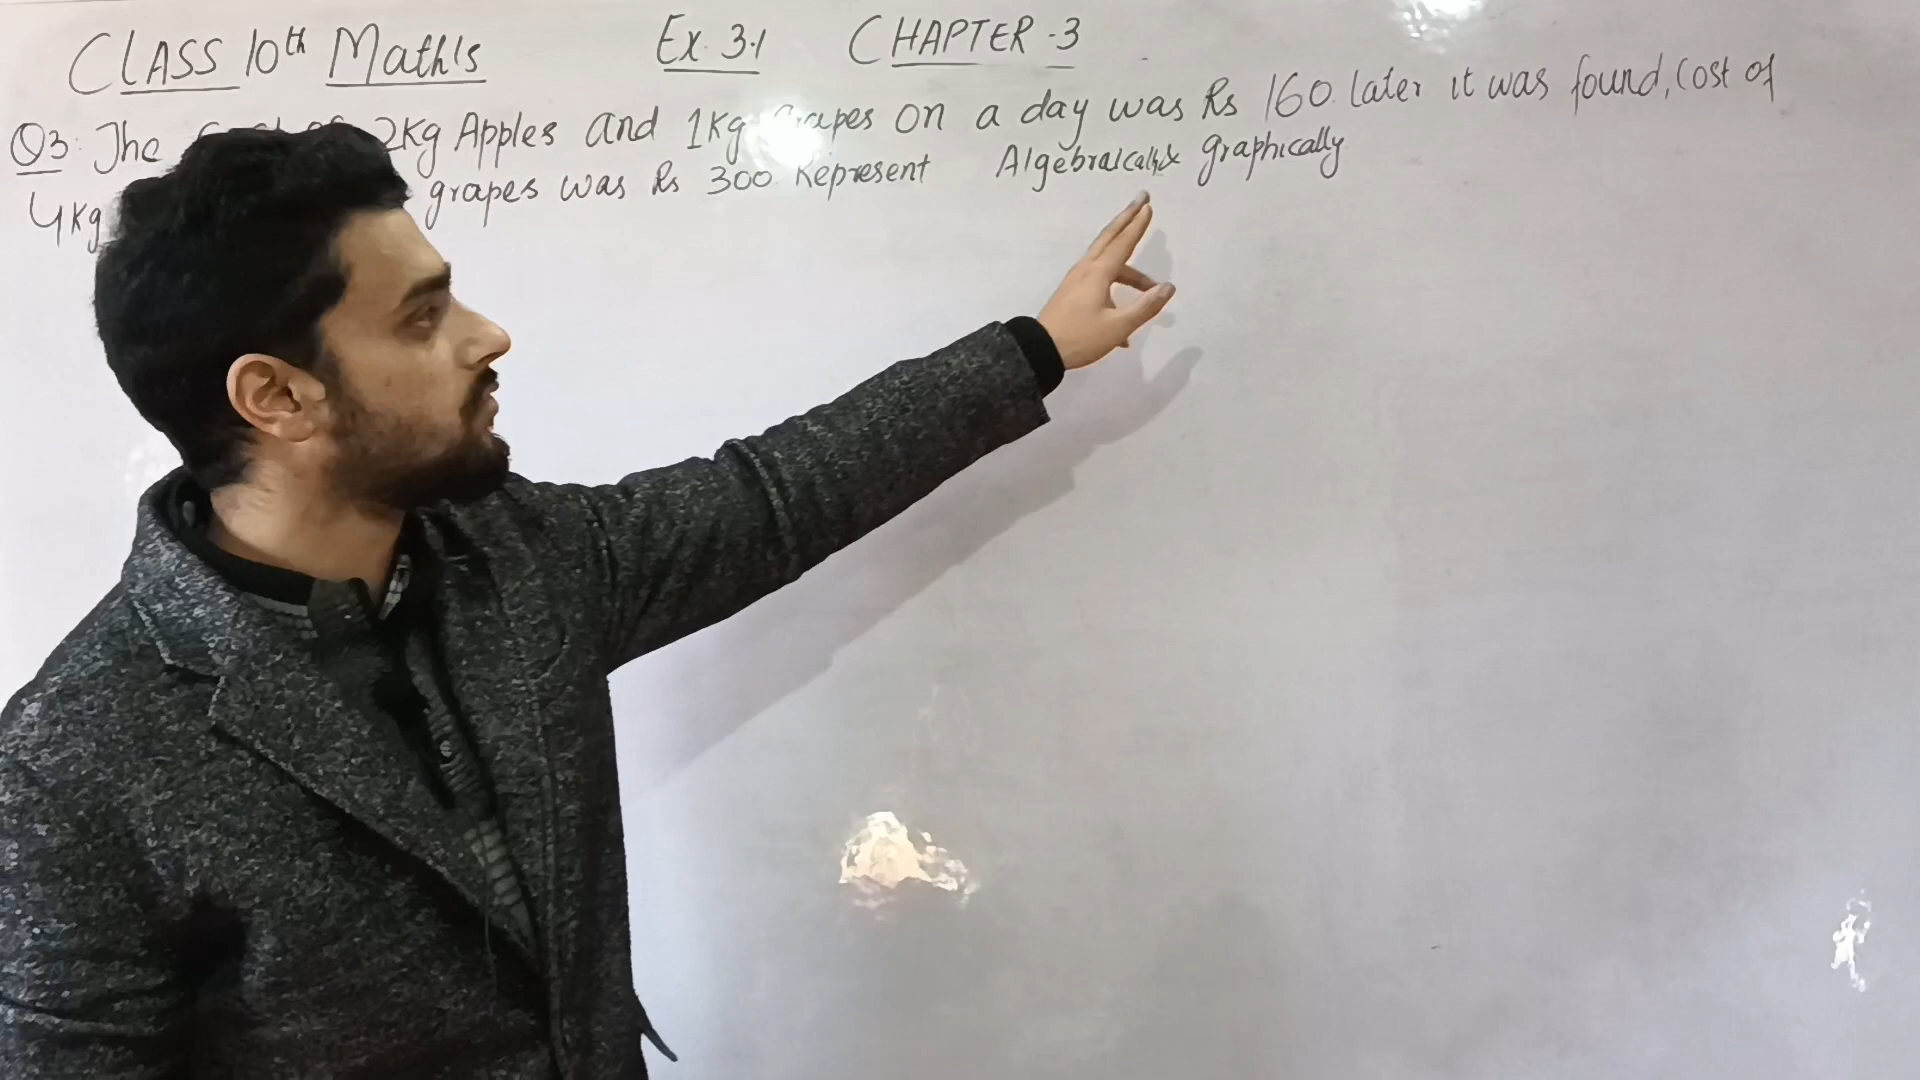 CLASS 10th Math's Ex. 3.1 CHAPTER -3
Q3: The 2kg Apples and 1kg on a day was Rs 160. later it was found, cost of
4kg grapes was Rs 300. Represent Algebraically & graphically